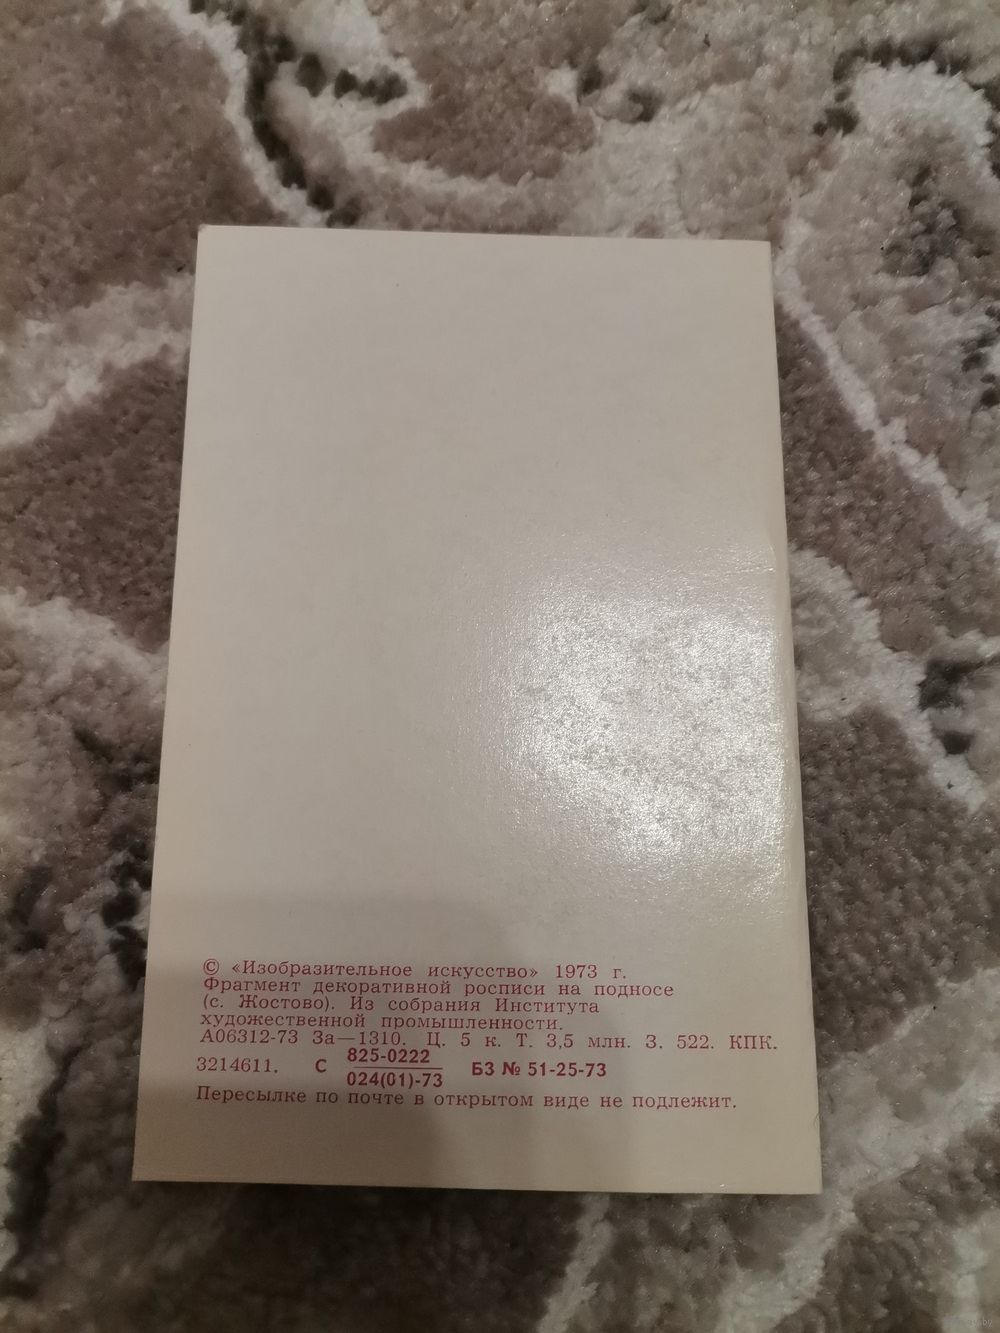 © «Изобразительное искусство» 1973 г.
Фрагмент декоративной росписи на подносе
(с. Жостово). Из собрания Института
художественной промышленности.
А06312-73 За—1310. Ц. 5 к. Т. 3,5 млн. З. 522. КПК.
3214611. С 825-0222
024(01)-73 БЗ № 51-25-73
Пересылке по почте в открытом виде не подлежит.